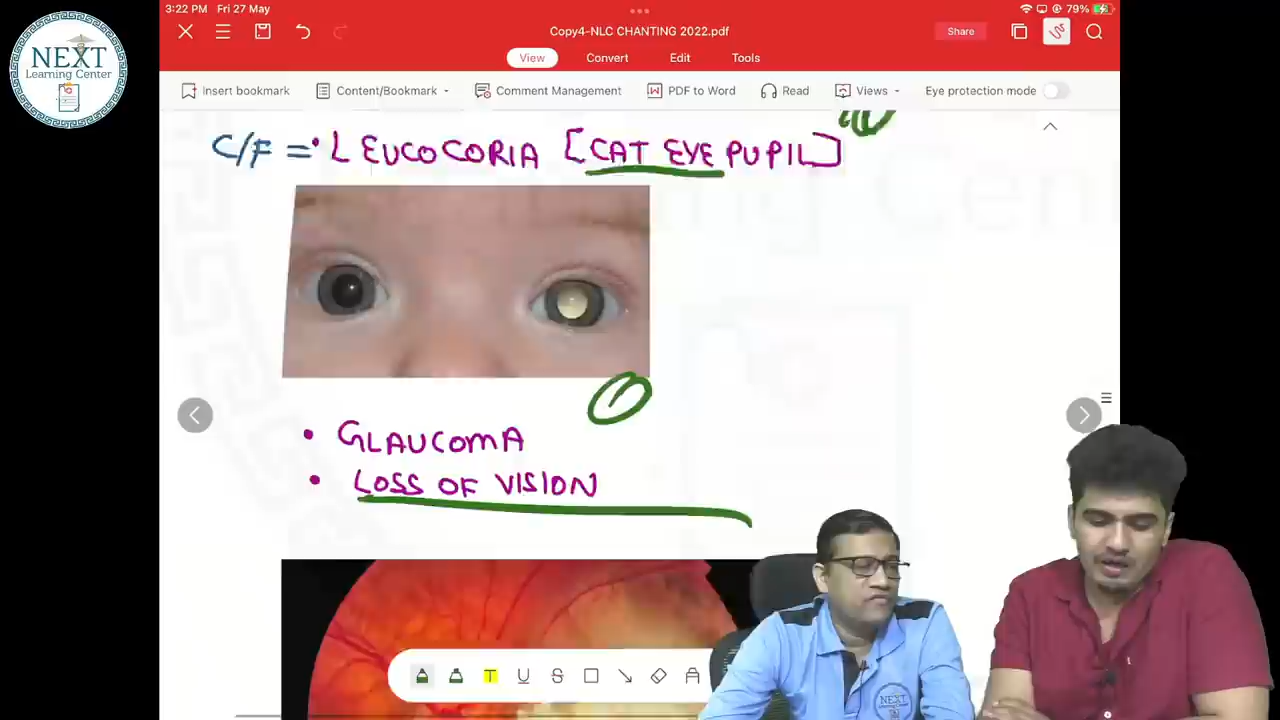 3:22 PM Fri 27 May
79%
NEXT
Learning Center
Copy4-NLC CHANTING 2022.pdf
Share
View
Convert
Edit
Tools
Insert bookmark
Content/Bookmark
Comment Management
PDF to Word
Read
Views
Eye protection mode
C/F = • LEUCOCORIA [CAT EYE PUPIL]
• GLAUCOMA
• LOSS OF VISION
T U S A
NEXT